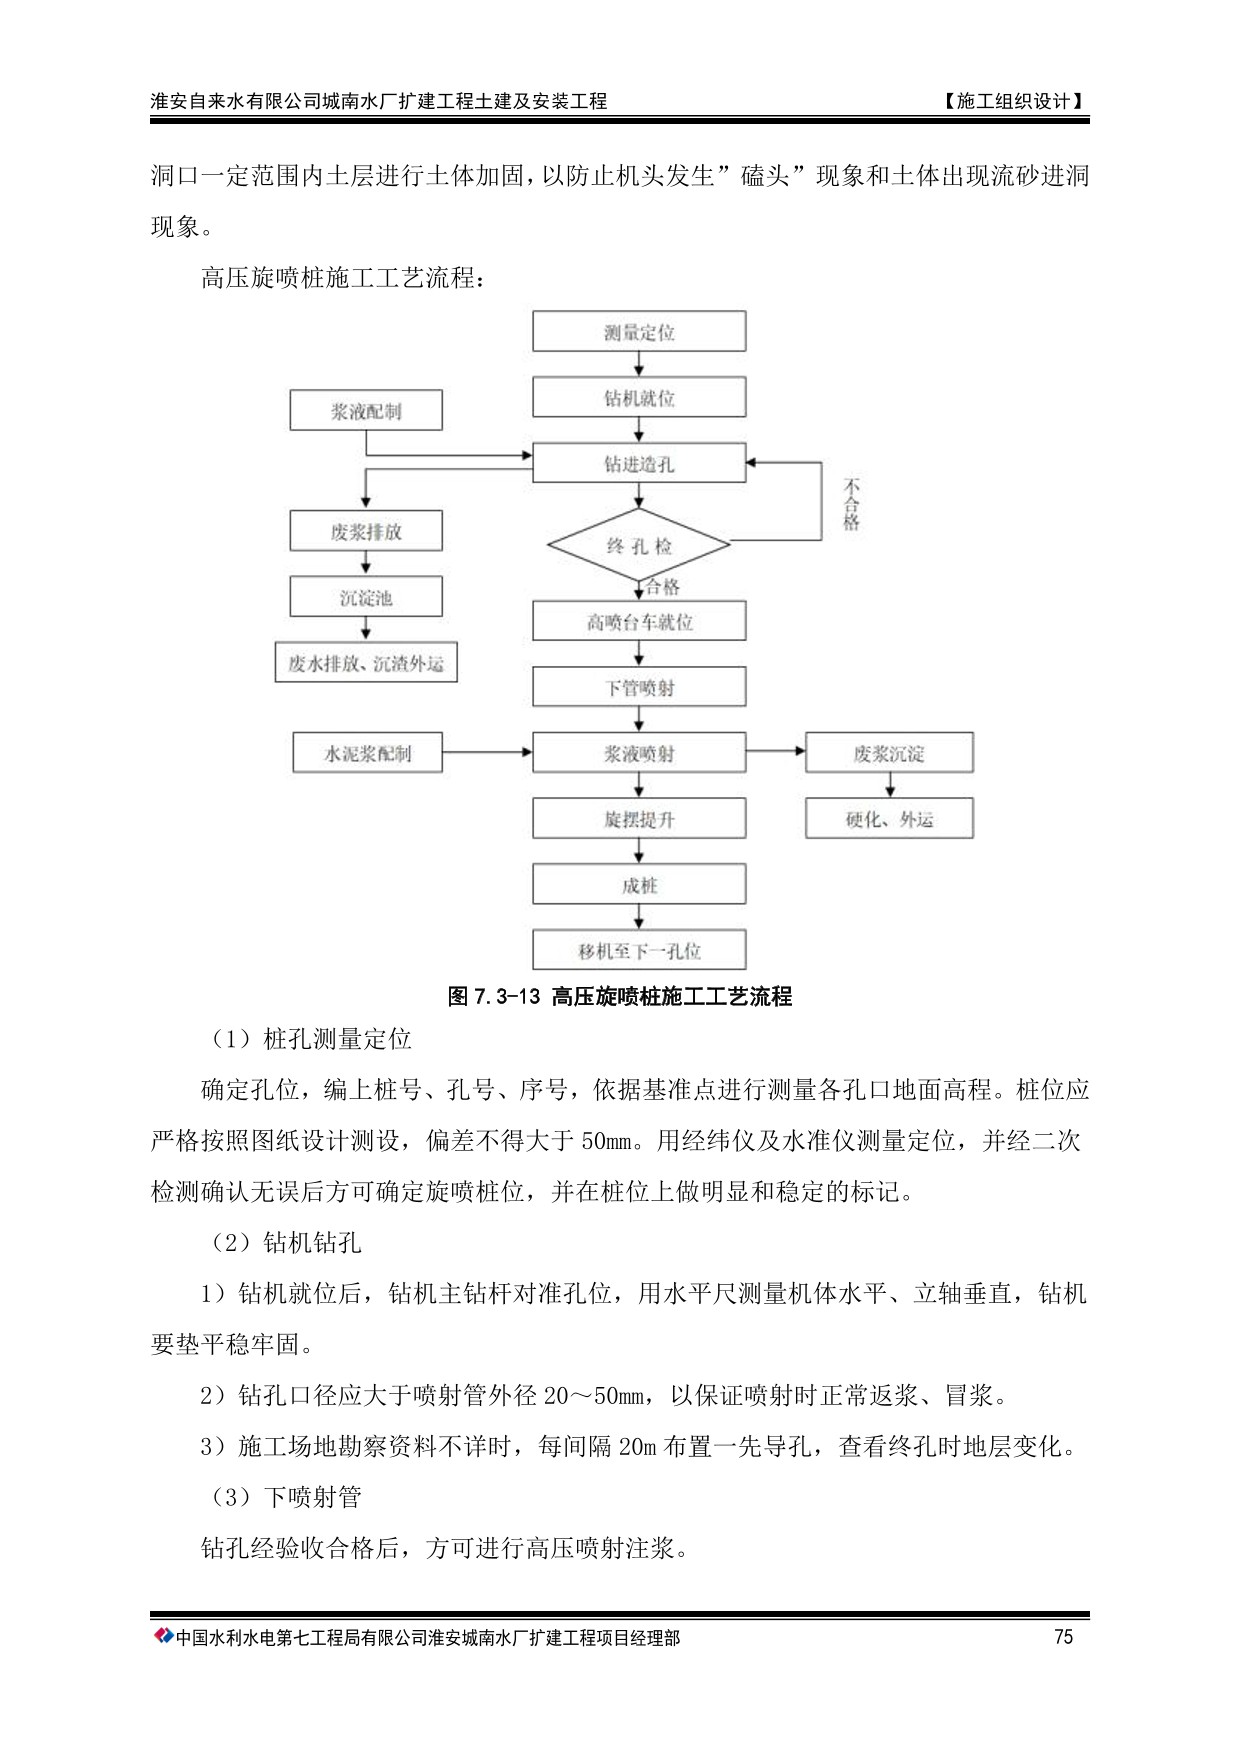 淮安自来水有限公司城南水厂扩建工程土建及安装工程 【施工组织设计】
洞口一定范围内土层进行土体加固，以防止机头发生”磕头”现象和土体出现流砂进洞
现象。
高压旋喷桩施工工艺流程：
测量定位
钻机就位
浆液配制
钻进造孔
不合格
废浆排放
终孔检
合格
沉淀池
高喷台车就位
废水排放、沉渣外运
下管喷射
水泥浆配制
浆液喷射
废浆沉淀
旋摆提升
硬化、外运
成桩
移机至下一孔位
图 7.3-13 高压旋喷桩施工工艺流程
（1）桩孔测量定位
确定孔位，编上桩号、孔号、序号，依据基准点进行测量各孔口地面高程。桩位应
严格按照图纸设计测设，偏差不得大于 50mm。用经纬仪及水准仪测量定位，并经二次
检测确认无误后方可确定旋喷桩位，并在桩位上做明显和稳定的标记。
（2）钻机钻孔
1）钻机就位后，钻机主钻杆对准孔位，用水平尺测量机体水平、立轴垂直，钻机
要垫平稳牢固。
2）钻孔口径应大于喷射管外径 20～50mm，以保证喷射时正常返浆、冒浆。
3）施工场地勘察资料不详时，每间隔 20m 布置一先导孔，查看终孔时地层变化。
（3）下喷射管
钻孔经验收合格后，方可进行高压喷射注浆。
中国水利水电第七工程局有限公司淮安城南水厂扩建工程项目经理部 75